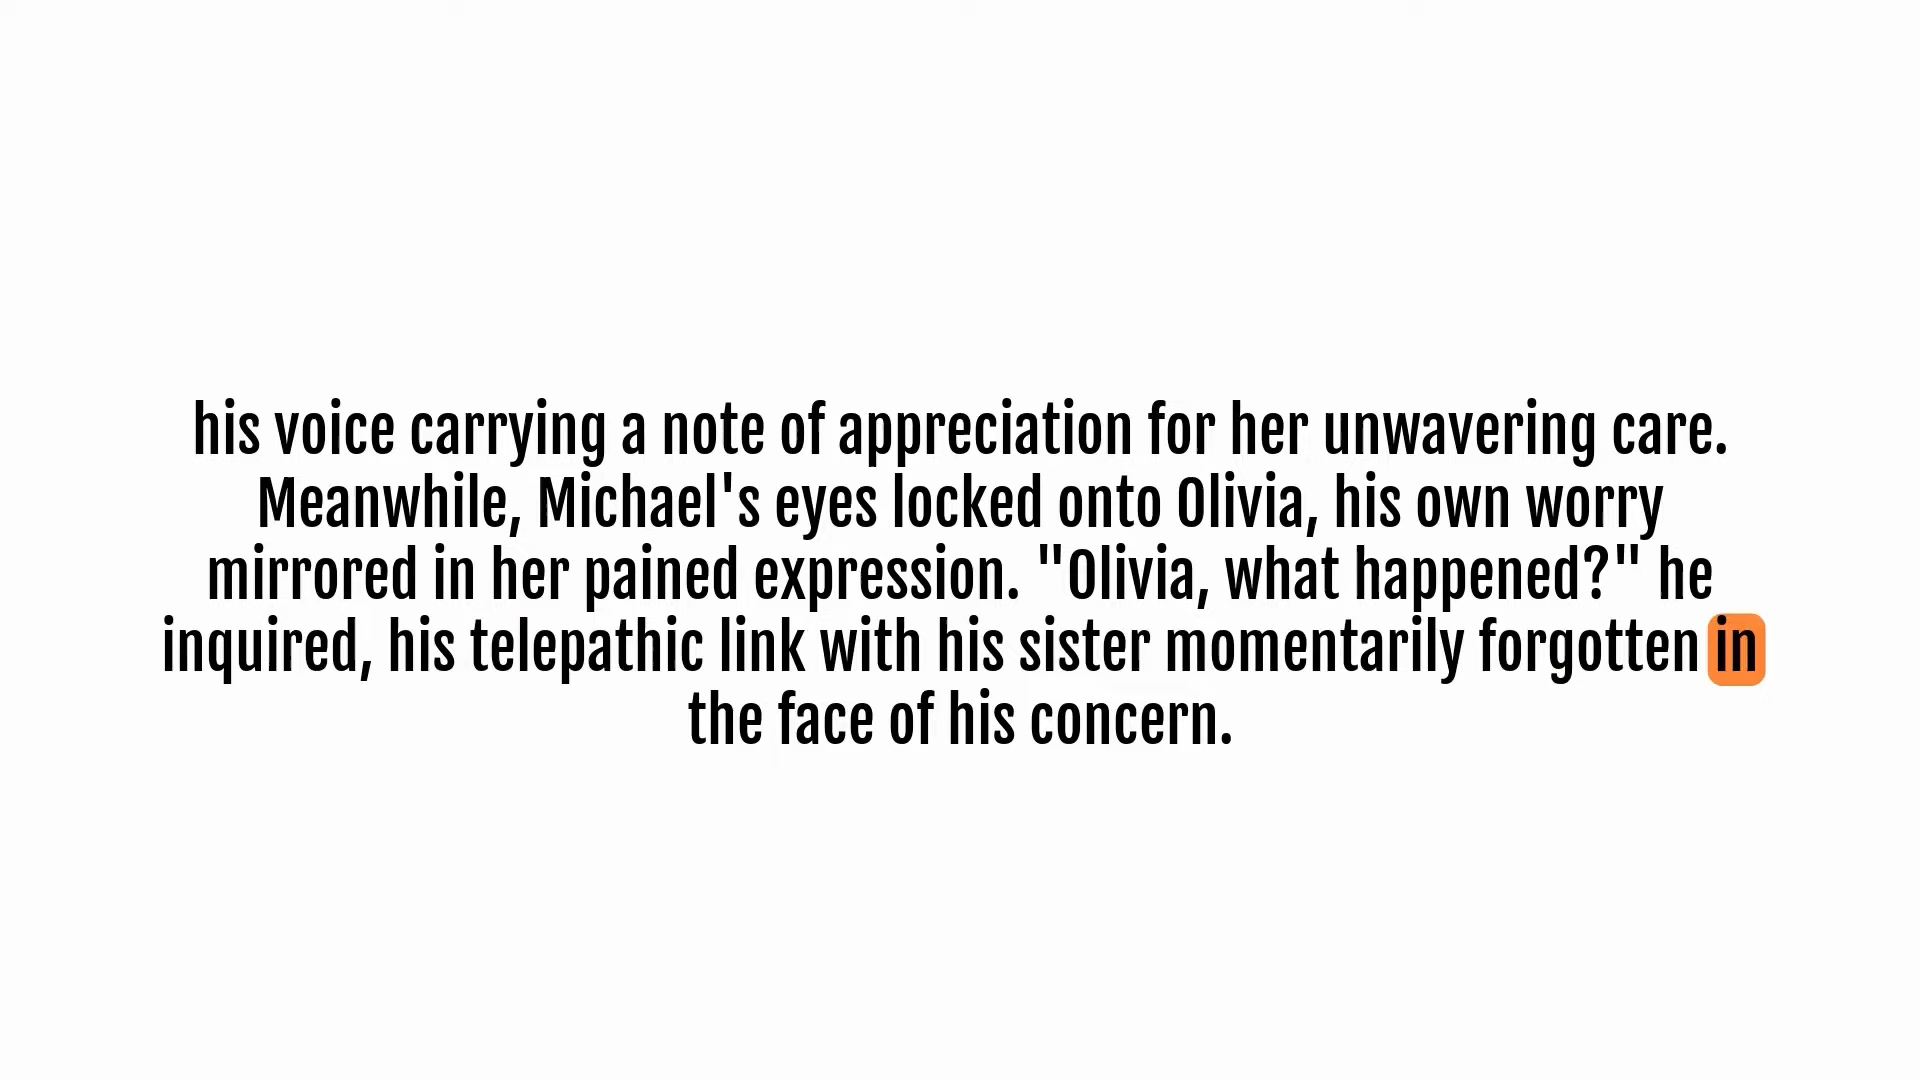 his voice carrying a note of appreciation for her unwavering care.
Meanwhile, Michael's eyes locked onto Olivia, his own worry
mirrored in her pained expression. "Olivia, what happened?" he
inquired, his telepathic link with his sister momentarily forgotten in
the face of his concern.